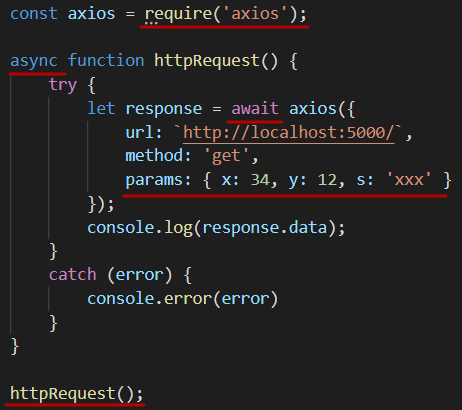 const axios = require('axios');
async function httpRequest() {
try {
let response = await axios({
url: `http://localhost:5000/`,
method: 'get',
params: { x: 34, y: 12, s: 'xxx' }
});
console.log(response.data);
}
catch (error) {
console.error(error)
}
}
httpRequest();